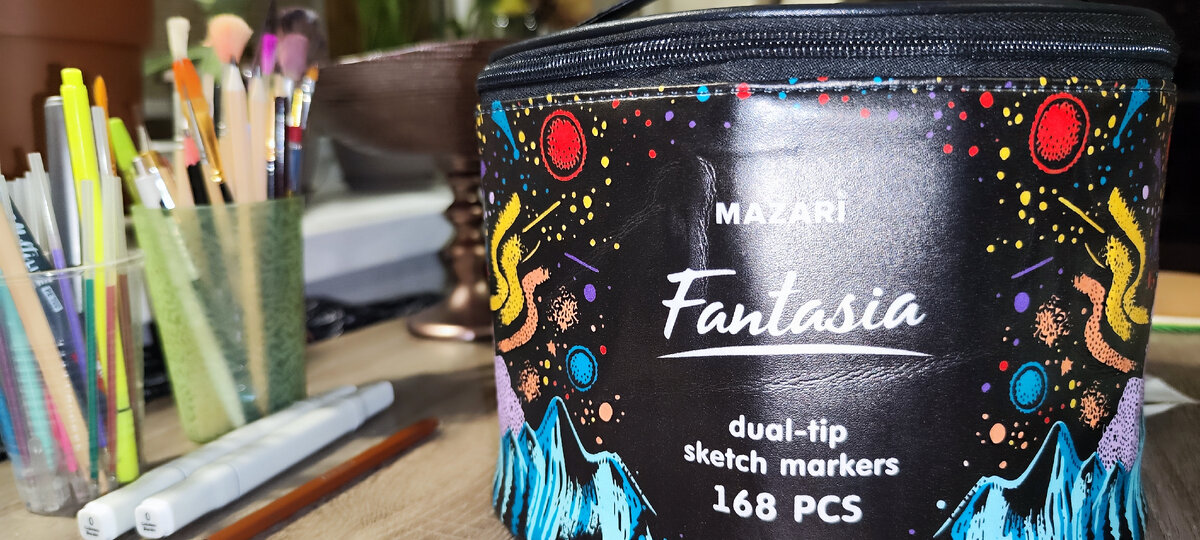 MAZARI
Fantasia
dual-tip
sketch markers
168 PCS